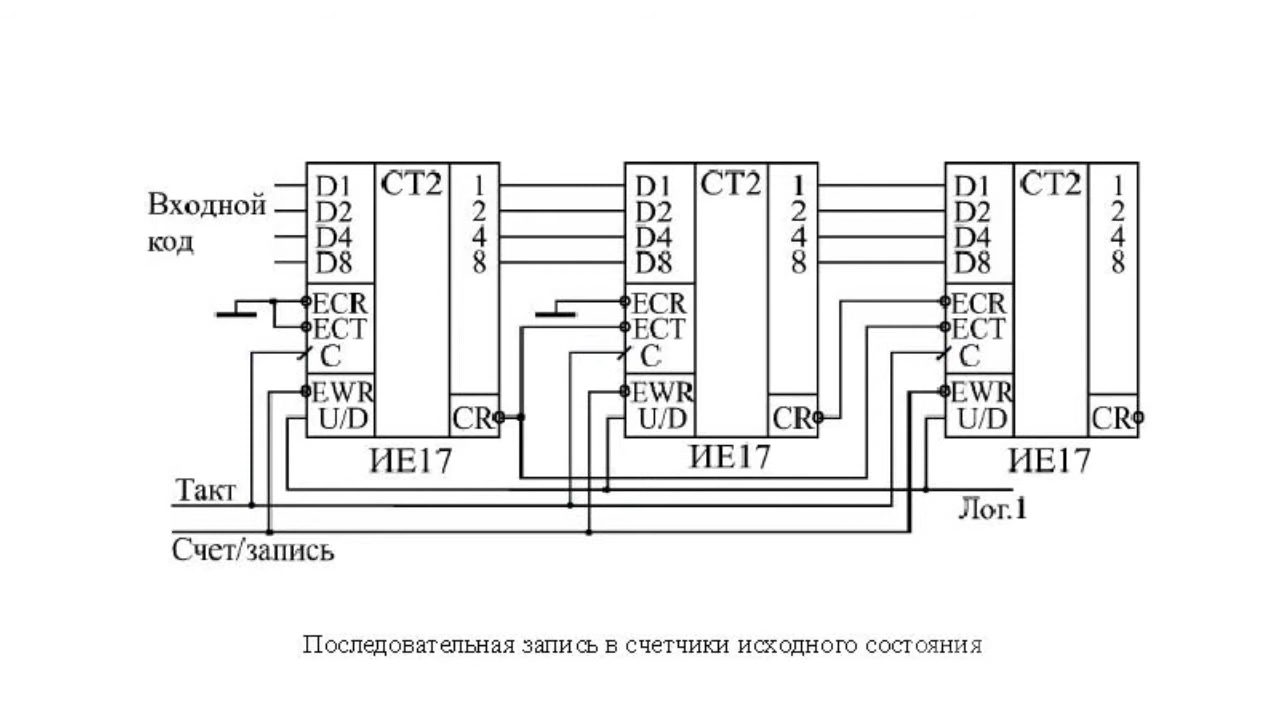 Входной
код
D1
D2
D4
D8
ECR
ECT
C
EWR
U/D
CT2
1
2
4
8
CR
ИЕ17
D1
D2
D4
D8
ECR
ECT
C
EWR
U/D
CT2
1
2
4
8
CR
ИЕ17
D1
D2
D4
D8
ECR
ECT
C
EWR
U/D
CT2
1
2
4
8
CR
ИЕ17
Такт
Лог.1
Счет/запись
Последовательная запись в счетчики исходного состояния